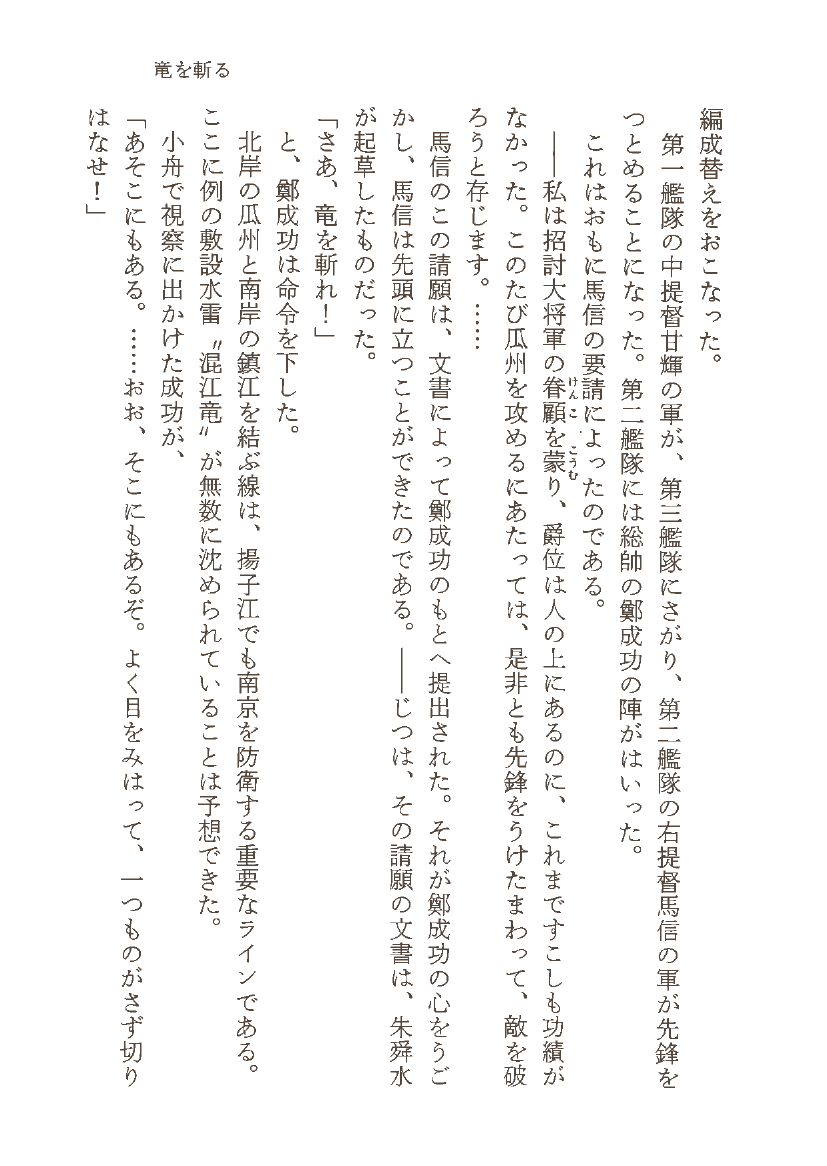 竜を斬る
編成替えをおこなった。
第一艦隊の中提督甘輝の軍が、第三艦隊にさがり、第二艦隊の右提督馬信の軍が先鋒を
つとめることになった。第二艦隊には総帥の鄭成功の陣がはいった。
これはおもに馬信の要請によったのである。
――私は招討大将軍の眷顧を蒙り、爵位は人の上にあるのに、これまですこしも功績が
けんこ こうむ
なかった。このたび瓜州を攻めるにあたっては、是非とも先鋒をうけたまわって、敵を破
ろうと存じます。……
馬信のこの請願は、文書によって鄭成功のもとへ提出された。それが鄭成功の心をうご
かし、馬信は先頭に立つことができたのである。――じつは、その請願の文書は、朱舜水
が起草したものだった。
「さあ、竜を斬れ！」
と、鄭成功は命令を下した。
北岸の瓜州と南岸の鎮江を結ぶ線は、揚子江でも南京を防衛する重要なラインである。
ここに例の敷設水雷〝混江竜〟が無数に沈められていることは予想できた。
小舟で視察に出かけた成功が、
「あそこにもある。……おお、そこにもあるぞ。よく目をみはって、一つものがさず切り
はなせ！」